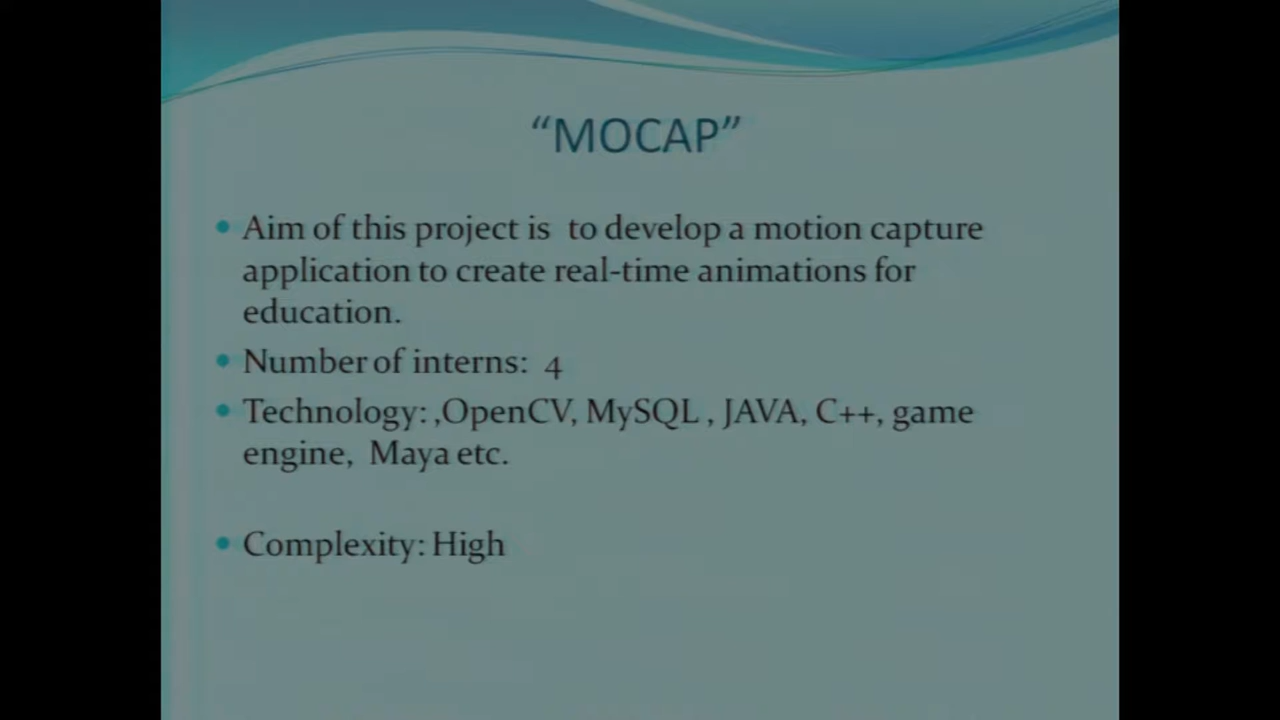 “MOCAP”
• Aim of this project is to develop a motion capture
application to create real-time animations for
education.
• Number of interns: 4
• Technology: ,OpenCV, MySQL , JAVA, C++, game
engine, Maya etc.
• Complexity: High